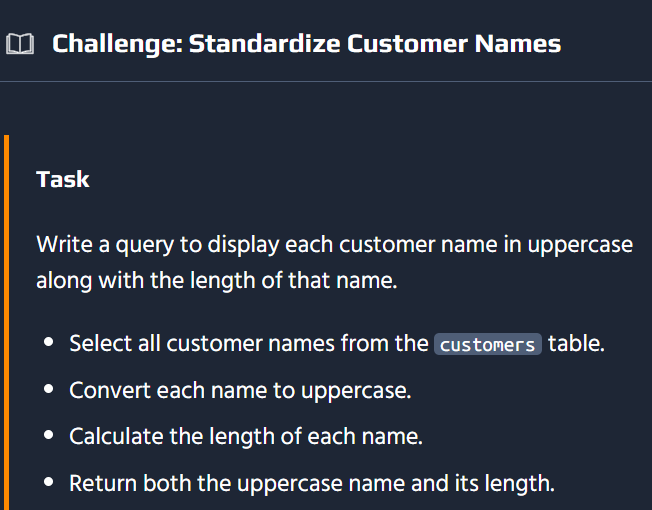 Challenge: Standardize Customer Names
Task
Write a query to display each customer name in uppercase
along with the length of that name.
Select all customer names from the customers table.
Convert each name to uppercase.
Calculate the length of each name.
Return both the uppercase name and its length.